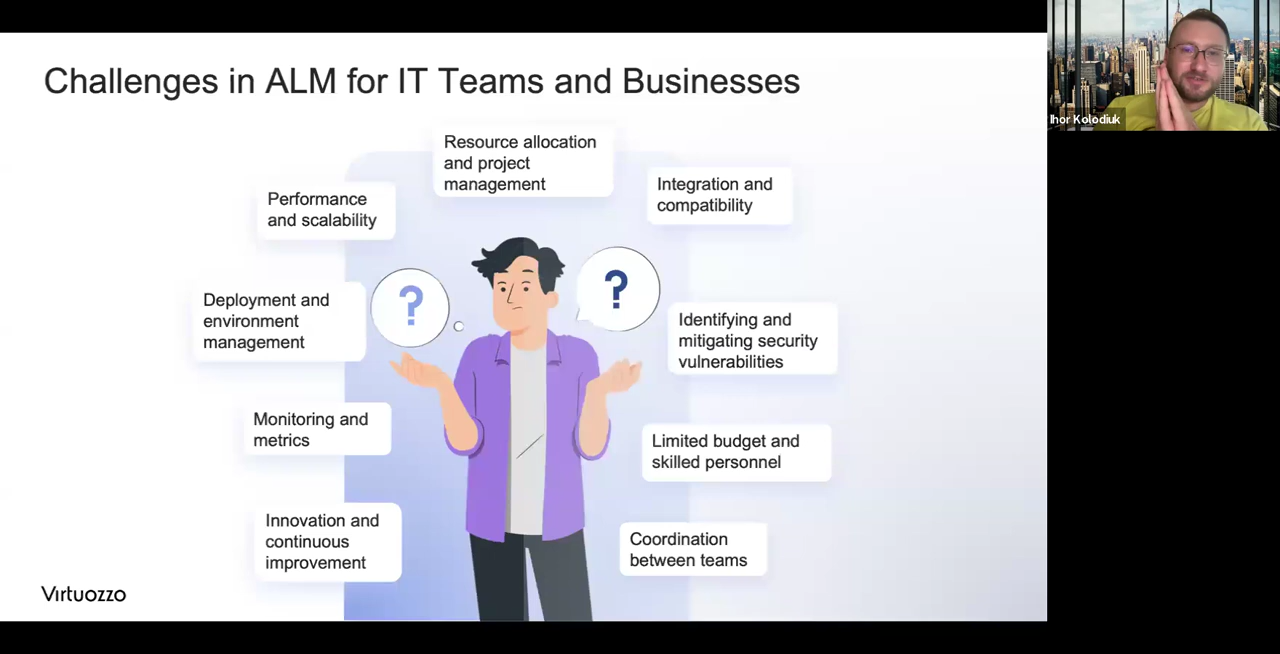 Challenges in ALM for IT Teams and Businesses
Resource allocation
and project
management
Performance
and scalability
Integration and
compatibility
?
?
Deployment and
environment
management
Identifying and
mitigating security
vulnerabilities
Monitoring and
metrics
Limited budget and
skilled personnel
Innovation and
continuous
improvement
Coordination
between teams
Virtuozzo
Ihor Kolodiuk